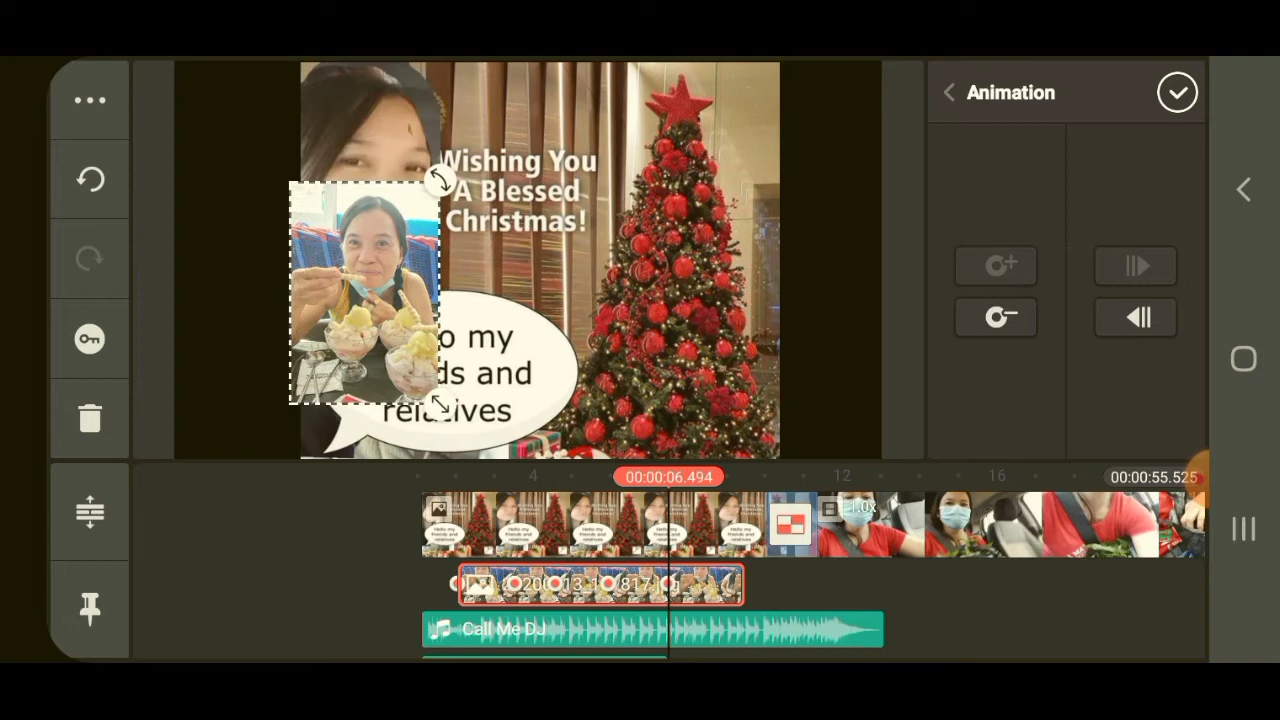 Animation
Wishing You
A Blessed
Christmas!
o my
ds and
relatives
4
00:00:06.494
12
16
00:00:55.525
1.0x
Call Me DJ